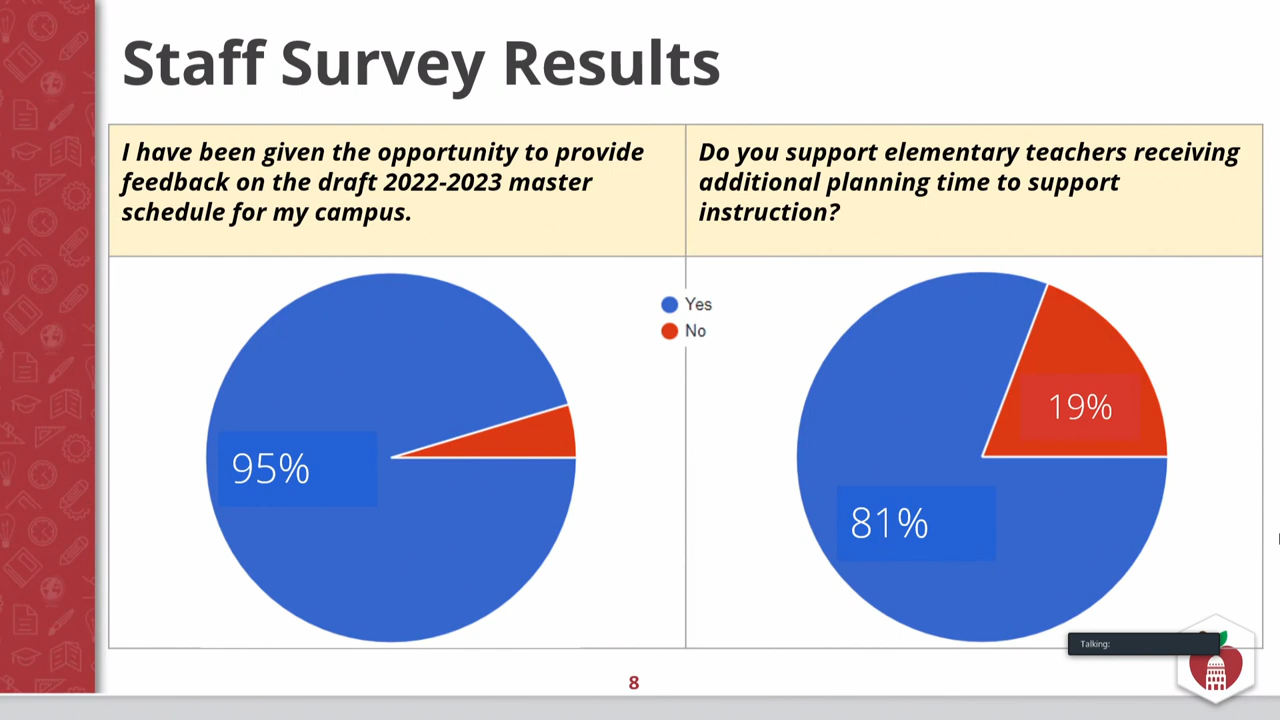 Staff Survey Results
I have been given the opportunity to provide
feedback on the draft 2022-2023 master
schedule for my campus.
Do you support elementary teachers receiving
additional planning time to support
instruction?
Yes
No
95%
19%
81%
Talking:
8